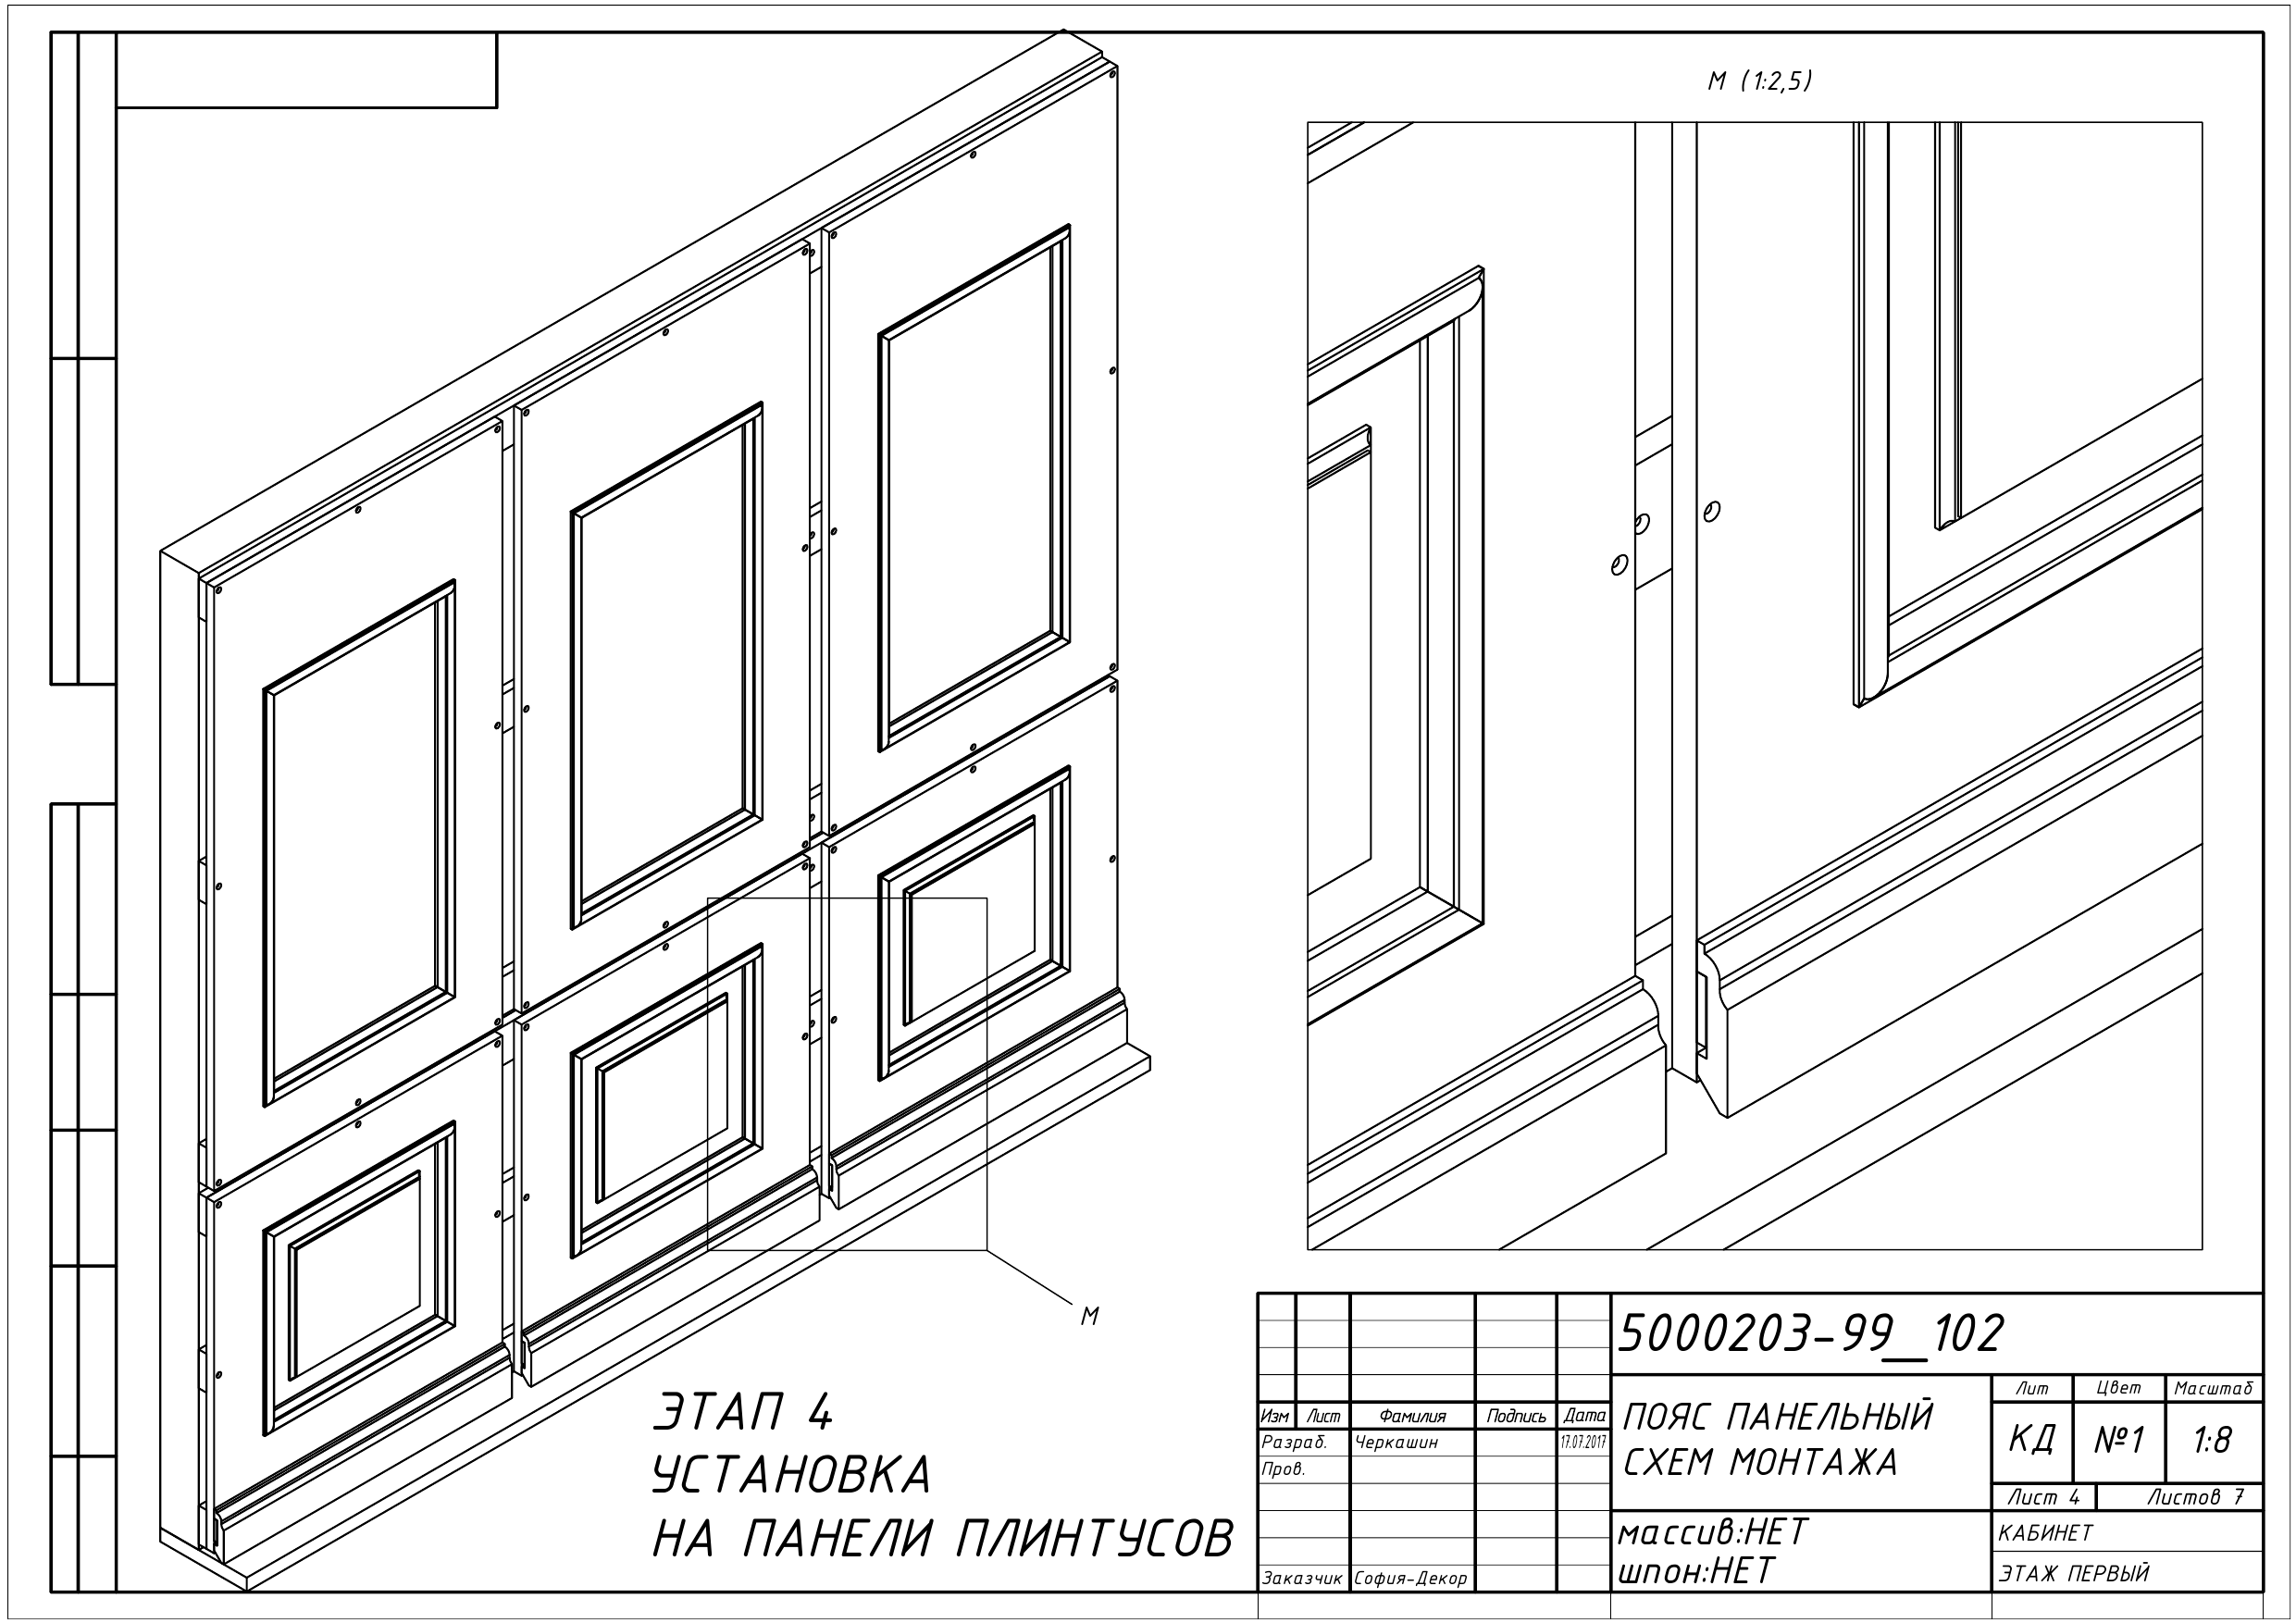 М (1:2,5)
М
ЭТАП 4
УСТАНОВКА
НА ПАНЕЛИ ПЛИНТУСОВ
5000203-99__102
ПОЯС ПАНЕЛЬНЫЙ
СХЕМ МОНТАЖА
Лит Цвет Масштаб
КД №1 1:8
Лист 4 Листов 7
Изм Лист Фамилия Подпись Дата
Разраб. Черкашин 17.07.2017
Пров.
Заказчик София-Декор
массив:НЕТ
шпон:НЕТ
КАБИНЕТ
ЭТАЖ ПЕРВЫЙ